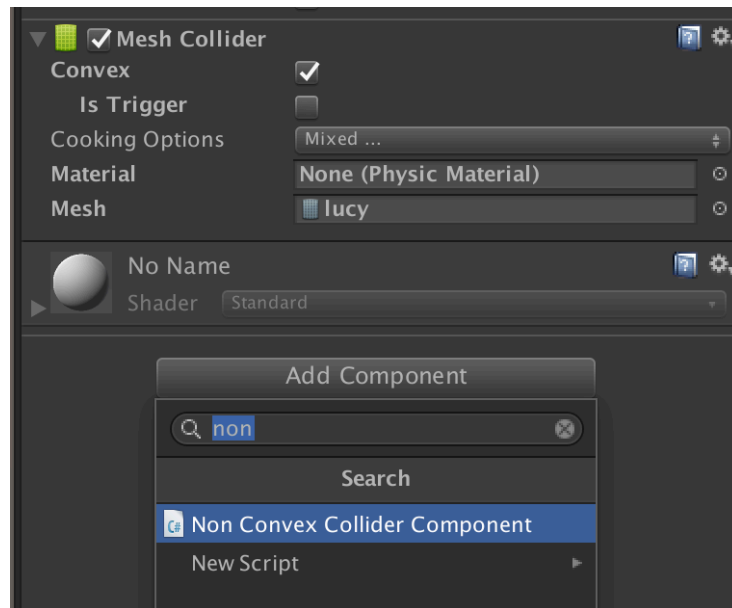 Mesh Collider
Convex
Is Trigger
Cooking Options Mixed ...
Material None (Physic Material)
Mesh lucy
No Name
Shader Standard
Add Component
non
Search
Non Convex Collider Component
New Script